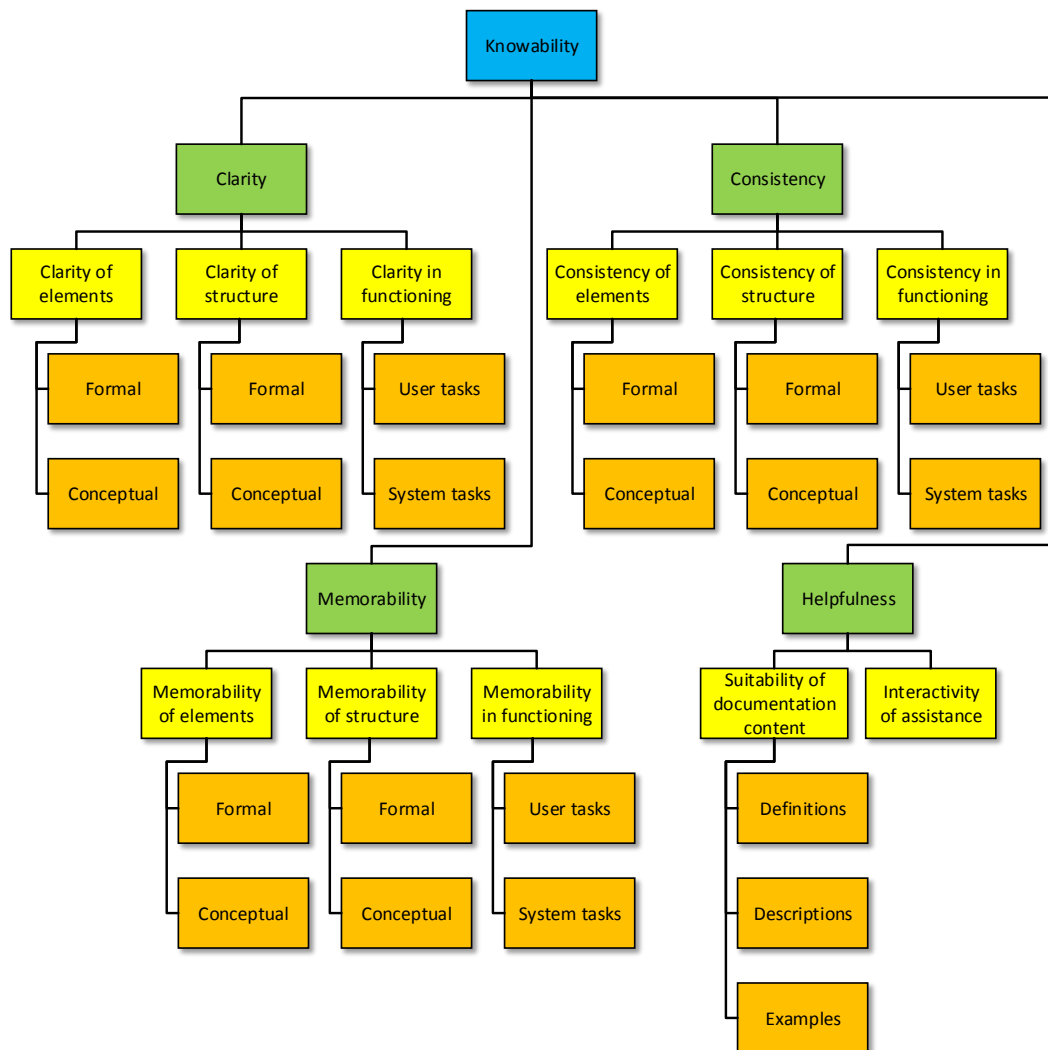 Knowability
Clarity
Consistency
Clarity of
elements
Clarity of
structure
Clarity in
functioning
Consistency of
elements
Consistency of
structure
Consistency in
functioning
Formal
Formal
User tasks
Formal
Formal
User tasks
Conceptual
Conceptual
System tasks
Conceptual
Conceptual
System tasks
Memorability
Helpfulness
Memorability
of elements
Memorability
of structure
Memorability
in functioning
Suitability of
documentation
content
Interactivity
of assistance
Formal
Formal
User tasks
Definitions
Conceptual
Conceptual
System tasks
Descriptions
Examples